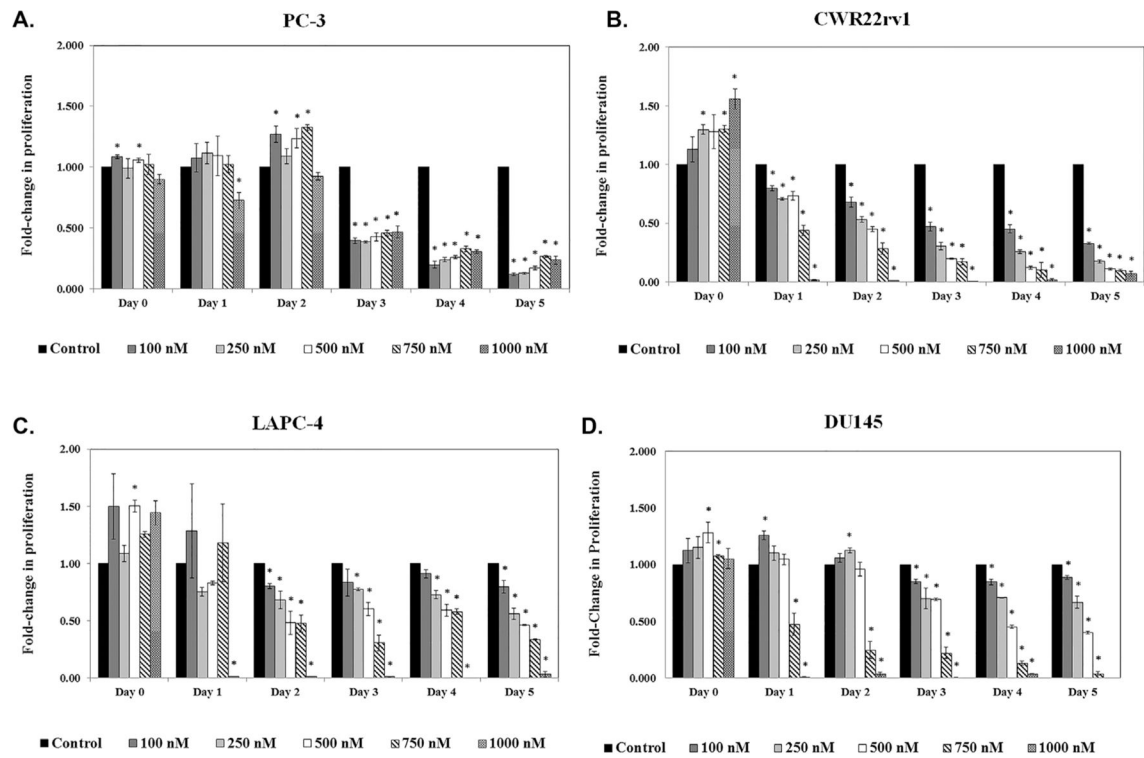 A.
PC-3
Fold-change in proliferation
2.000
1.500
1.000
0.500
0.000
* * * * * *
* * * * *
* * * * *
* * * * *
Day 0 Day 1 Day 2 Day 3 Day 4 Day 5
Control 100 nM 250 nM 500 nM 750 nM 1000 nM
B.
CWR22rv1
Fold-change in proliferation
2.00
1.50
1.00
0.50
0.00
* * *
* * * * *
* * * * *
* * * * *
* * * * *
* * * * *
Day 0 Day 1 Day 2 Day 3 Day 4 Day 5
Control 100 nM 250 nM 500 nM 750 nM 1000 nM
C.
LAPC-4
Fold-change in proliferation
2.00
1.50
1.00
0.50
0.00
*
*
* * * * *
* * * *
* * * *
* * * * *
Day 0 Day 1 Day 2 Day 3 Day 4 Day 5
Control 100 nM 250 nM 500 nM 750 nM 1000 nM
D.
DU145
Fold-Change in Proliferation
2.000
1.500
1.000
0.500
0.000
* *
* * *
* * *
* * * * *
* * * * *
* * * *
Day 0 Day 1 Day 2 Day 3 Day 4 Day 5
Control 100 nM 250 nM 500 nM 750 nM 1000 nM